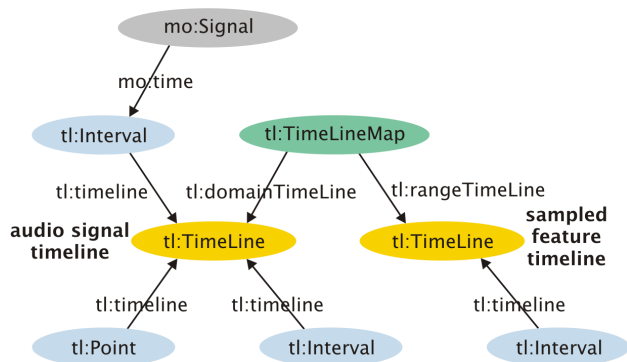 mo:Signal
mo:time
tl:Interval
tl:TimeLineMap
tl:timeline
tl:domainTimeLine
tl:rangeTimeLine
audio signal
timeline
tl:TimeLine
tl:TimeLine
sampled
feature
timeline
tl:timeline
tl:timeline
tl:timeline
tl:Point
tl:Interval
tl:Interval